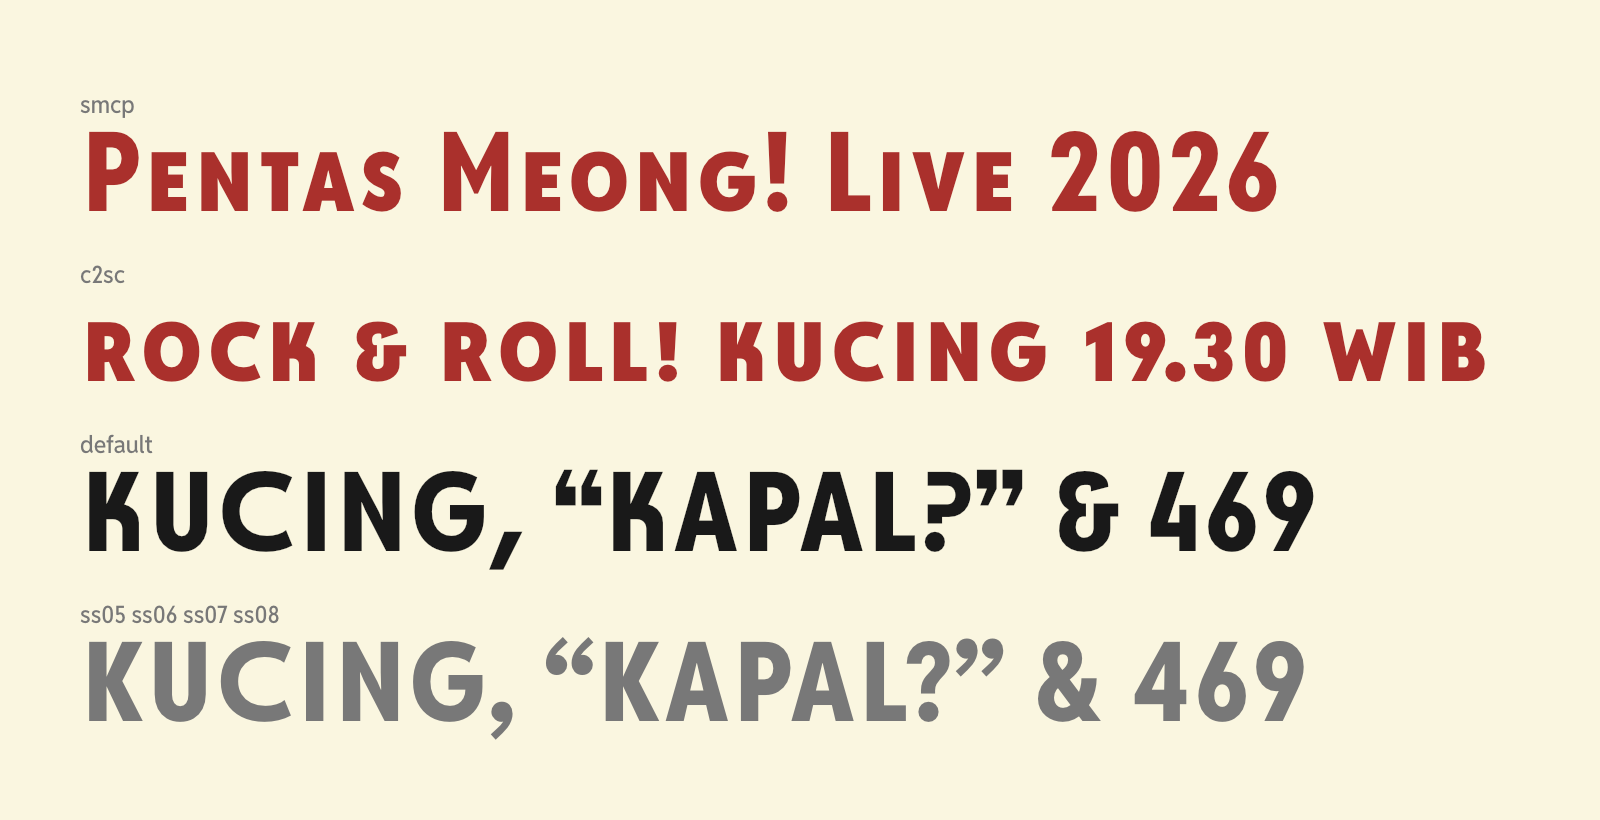 smcp
Pentas Meong! Live 2026
c2sc
ROCK & ROLL! KUCING 19.30 WIB
default
KUCING, “KAPAL?” & 469
ss05 ss06 ss07 ss08
KUCING, “KAPAL?” & 469